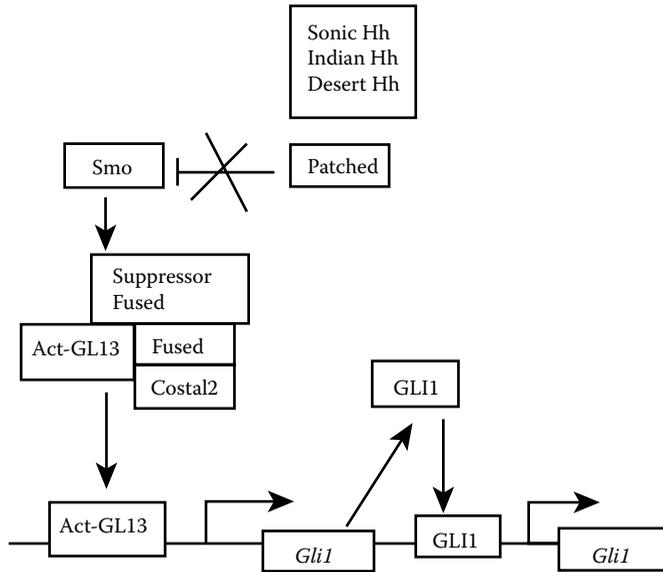 Sonic Hh
Indian Hh
Desert Hh
Smo
Patched
Suppressor
Fused
Act-GL13
Fused
Costal2
GLI1
Act-GL13
Gli1
GLI1
Gli1